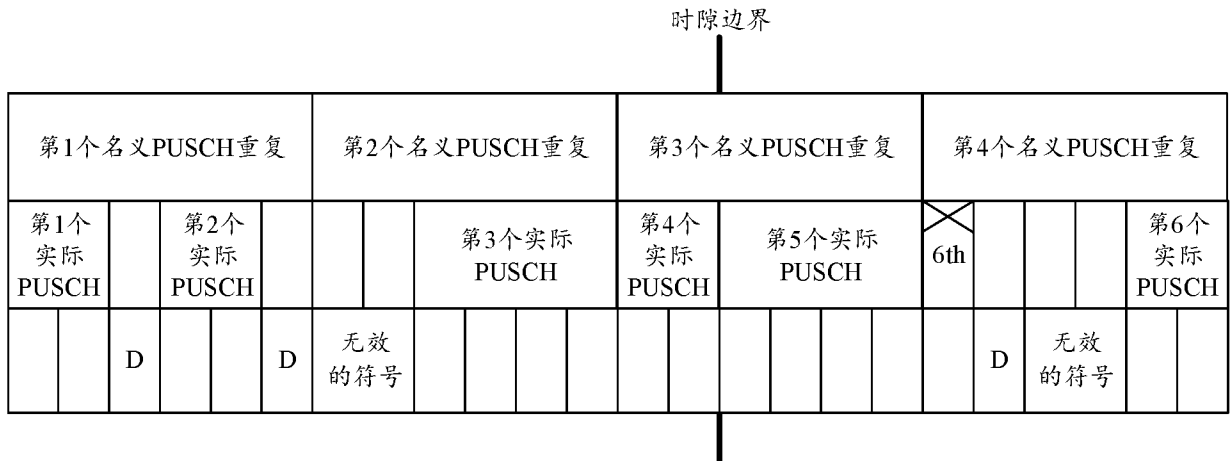 时隙边界
第1个名义PUSCH重复
第2个名义PUSCH重复
第3个名义PUSCH重复
第4个名义PUSCH重复
第1个
实际
PUSCH
第2个
实际
PUSCH
第3个实际
PUSCH
第4个
实际
PUSCH
第5个实际
PUSCH
6th
第6个
实际
PUSCH
D
D
无效
的符号
D
无效
的符号